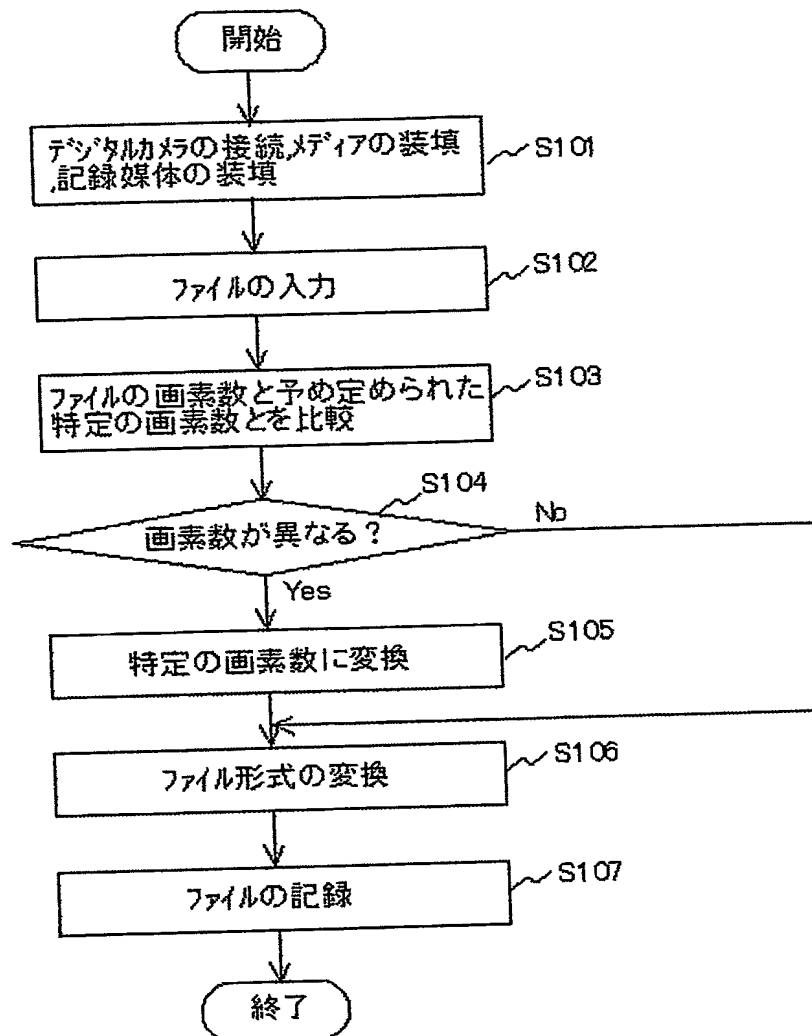 開始
デジタルカメラの接続,メディアの装填
,記録媒体の装填
S101
ファイルの入力
S102
ファイルの画素数と予め定められた
特定の画素数とを比較
S103
S104
画素数が異なる?
No
Yes
特定の画素数に変換
S105
ファイル形式の変換
S106
ファイルの記録
S107
終了